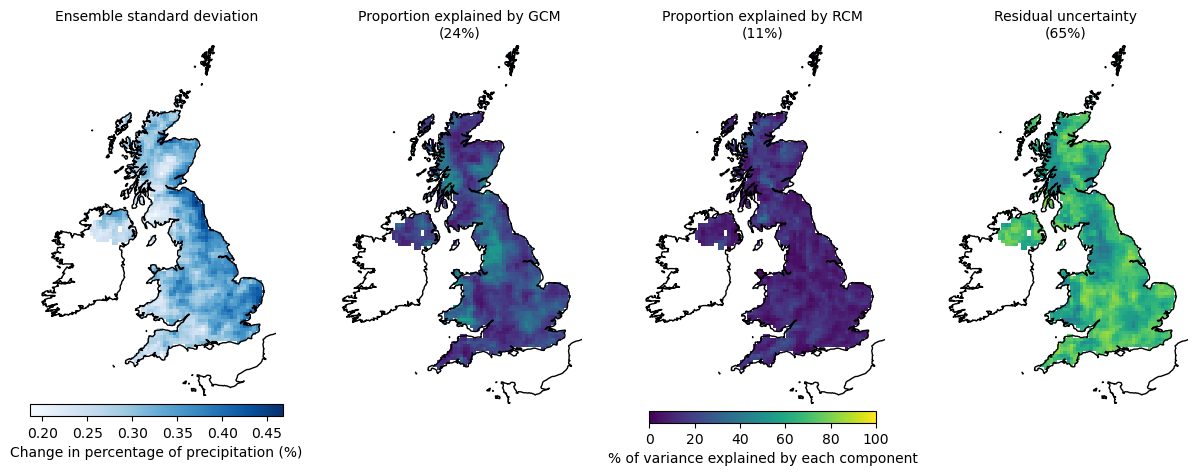 Ensemble standard deviation
Proportion explained by GCM
(24%)
Proportion explained by RCM
(11%)
Residual uncertainty
(65%)
0.20 0.25 0.30 0.35 0.40 0.45
Change in percentage of precipitation (%)
0 20 40 60 80 100
% of variance explained by each component